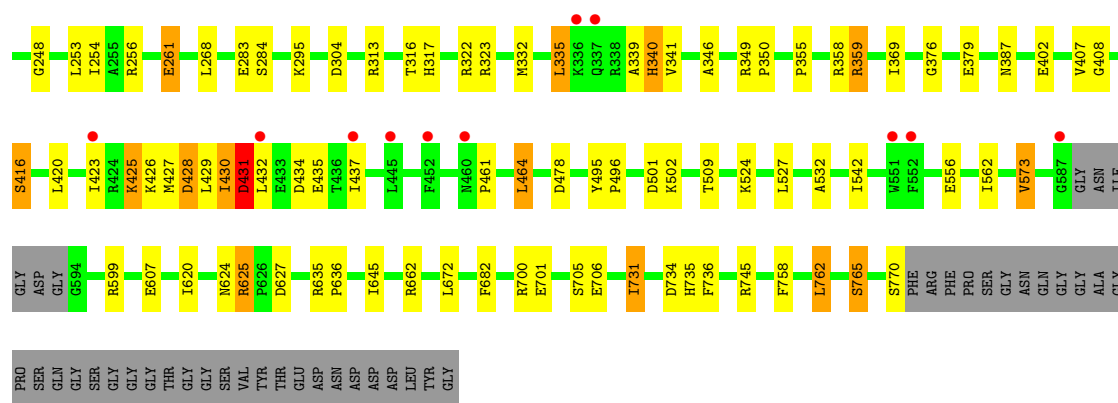 G248 L253 I254 A255 R256 E261 L268 E283 S284 K295 D304 R313 T316 H317 R322 R323 M332 L335 K336 Q337 R338 A339 H340 V341 A346 R349 P350 P355 R358 R359 I369 G376 E379 N387 E402 V407 G408
S416 L420 I423 R424 K425 K426 M427 D428 L429 I430 D431 L432 E433 D434 E435 T436 I437 L445 F452 N460 P461 L464 D478 Y495 P496 D501 K502 T509 K524 L527 A532 I542 W551 F552 E556 I562 V573 G587 GLY ASN ILE
GLY ASP GLY G594 R599 E607 I620 N624 R625 P626 D627 R635 P636 I645 R662 L672 F682 R700 E701 S705 E706 I731 D734 H735 F736 R745 F758 L762 S765 S770 PHE ARG PHE PRO SER GLY ASN GLN GLY GLY ALA GLY
PRO SER GLN GLY SER GLY GLY GLY THR GLY GLY SER VAL TYR THR GLU ASP ASN ASP ASP ASP LEU TYR GLY